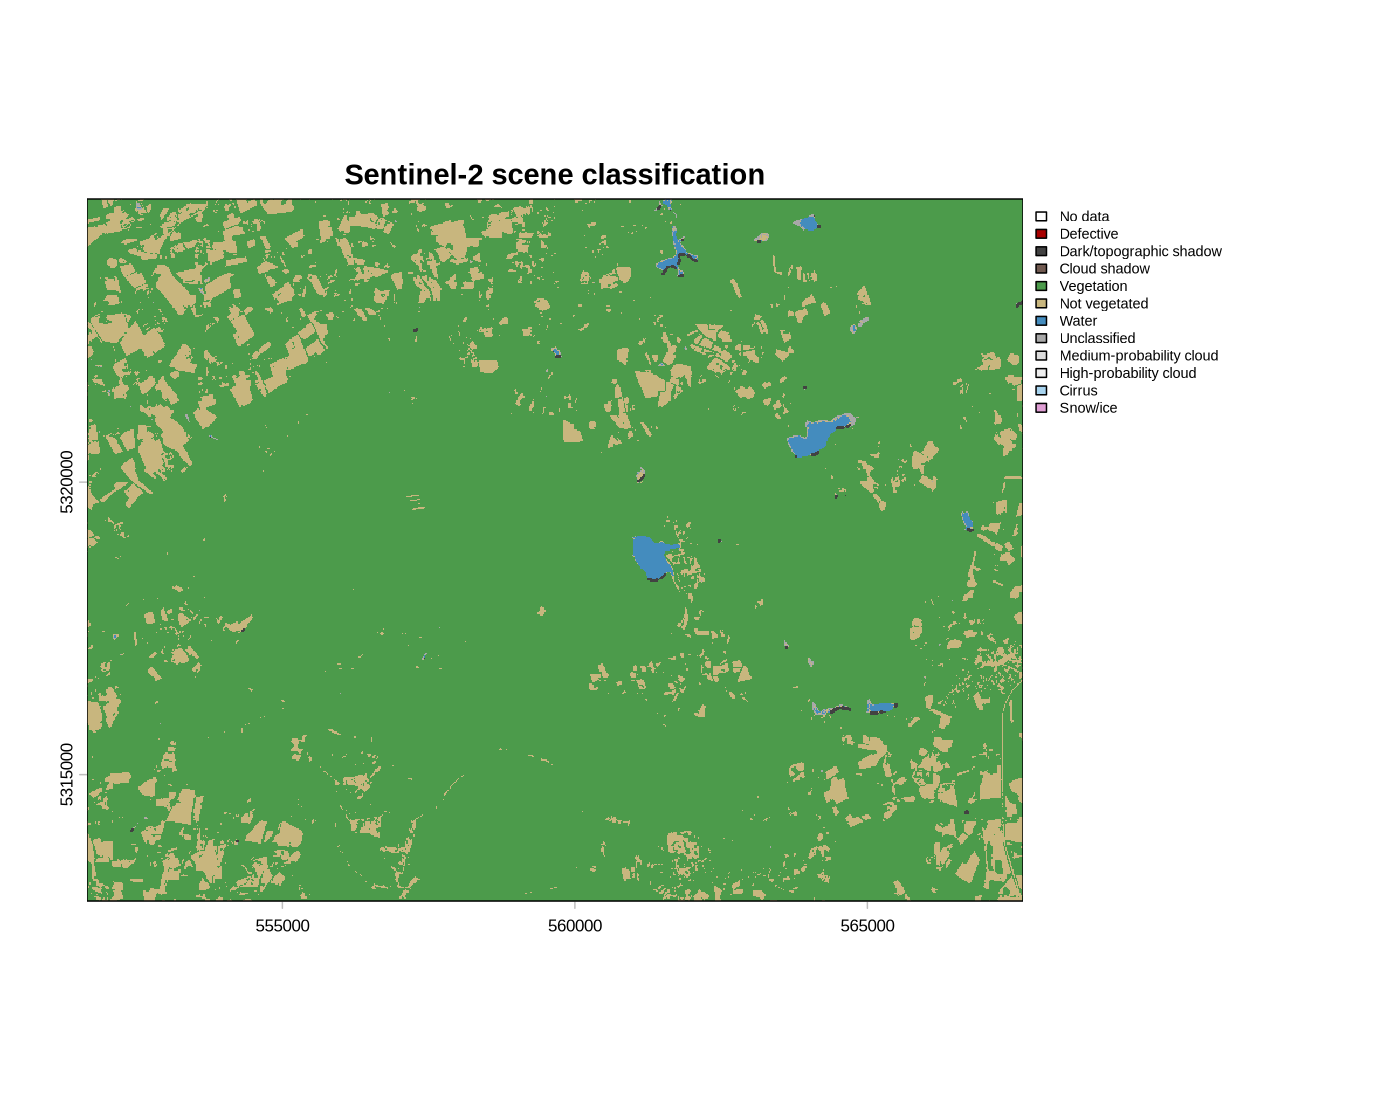 Sentinel-2 scene classification
No data
Defective
Dark/topographic shadow
Cloud shadow
Vegetation
Not vegetated
Water
Unclassified
Medium-probability cloud
High-probability cloud
Cirrus
Snow/ice
5320000
5315000
555000
560000
565000